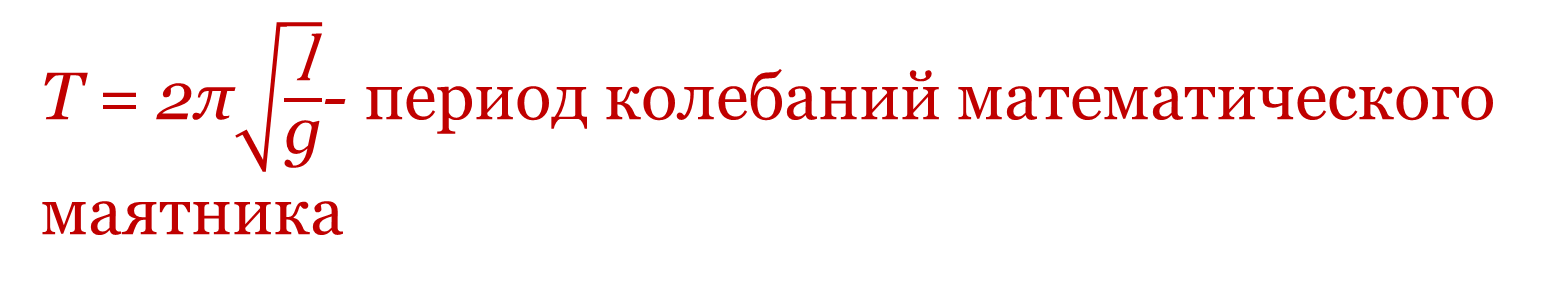 T = 2π√(l/g) - период колебаний математического
маятника